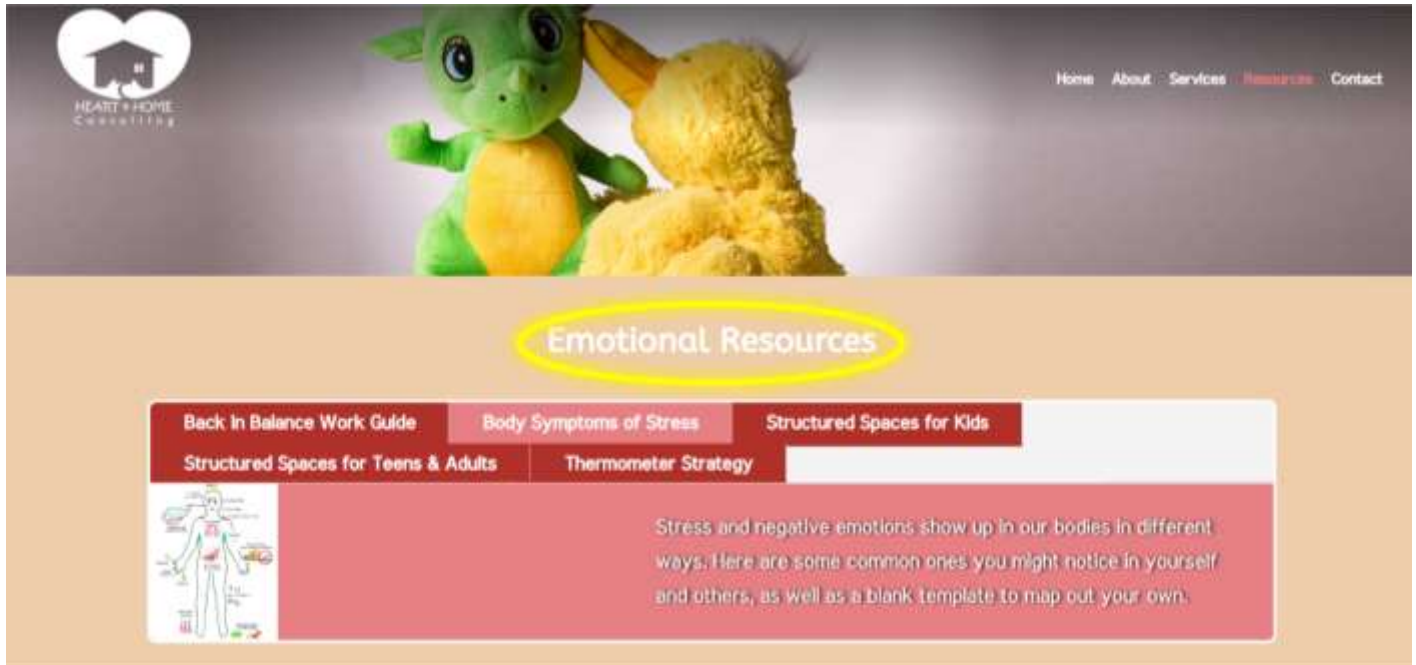 HEART + HOME
Consulting
Home About Services Resources Contact
Emotional Resources
Back In Balance Work Guide Body Symptoms of Stress Structured Spaces for Kids
Structured Spaces for Teens & Adults Thermometer Strategy
Stress and negative emotions show up in our bodies in different
ways. Here are some common ones you might notice in yourself
and others, as well as a blank template to map out your own.